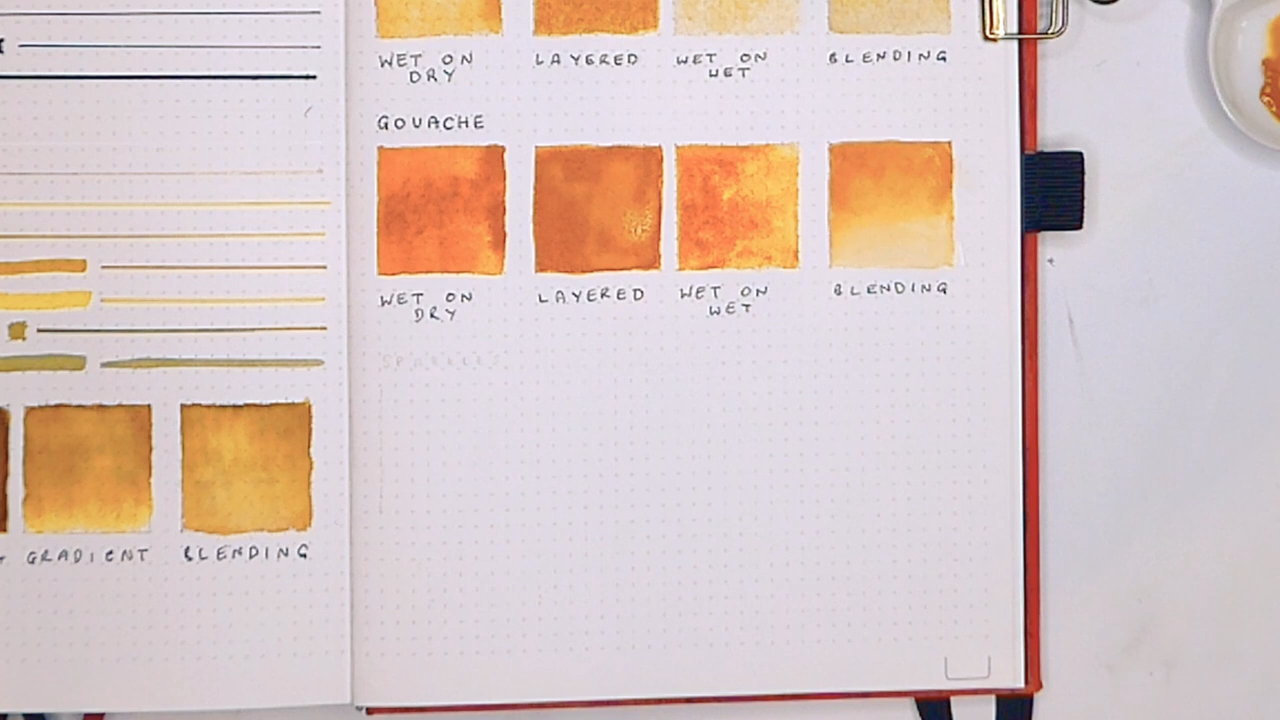 WET ON
DRY
LAYERED
WET ON
WET
BLENDING
GOUACHE
WET ON
DRY
LAYERED
WET ON
WET
BLENDING
SPARKLES
GRADIENT
BLENDING